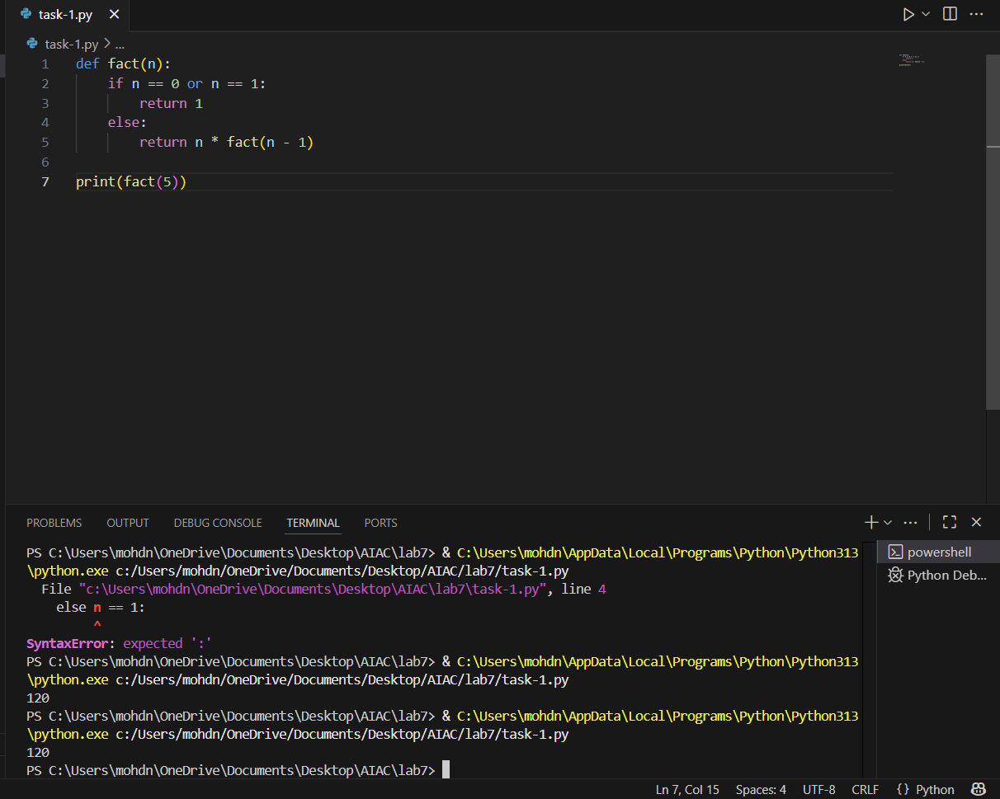 task-1.py
task-1.py > ...
1 def fact(n):
2     if n == 0 or n == 1:
3         return 1
4     else:
5         return n * fact(n - 1)
6
7 print(fact(5))
PROBLEMS OUTPUT DEBUG CONSOLE TERMINAL PORTS
PS C:\Users\mohdn\OneDrive\Documents\Desktop\AIAC\lab7> & C:\Users\mohdn\AppData\Local\Programs\Python\Python313
\python.exe c:/Users/mohdn/OneDrive/Documents/Desktop/AIAC/lab7/task-1.py
  File "c:\Users\mohdn\OneDrive\Documents\Desktop\AIAC\lab7\task-1.py", line 4
    else n == 1:
         ^
SyntaxError: expected ':'
PS C:\Users\mohdn\OneDrive\Documents\Desktop\AIAC\lab7> & C:\Users\mohdn\AppData\Local\Programs\Python\Python313
\python.exe c:/Users/mohdn/OneDrive/Documents/Desktop/AIAC/lab7/task-1.py
120
PS C:\Users\mohdn\OneDrive\Documents\Desktop\AIAC\lab7> & C:\Users\mohdn\AppData\Local\Programs\Python\Python313
\python.exe c:/Users/mohdn/OneDrive/Documents/Desktop/AIAC/lab7/task-1.py
120
PS C:\Users\mohdn\OneDrive\Documents\Desktop\AIAC\lab7>
powershell
Python Deb...
Ln 7, Col 15 Spaces: 4 UTF-8 CRLF {} Python